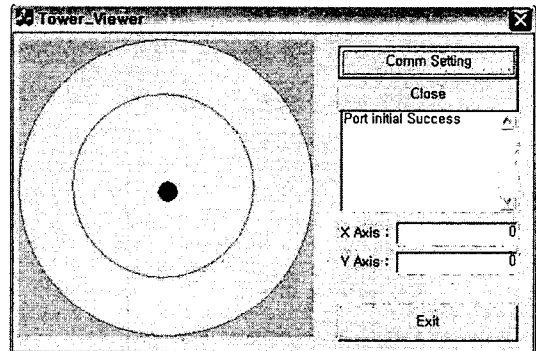 Tower_Viewer
Comm Setting
Close
Port initial Success
X Axis : 0
Y Axis : 0
Exit